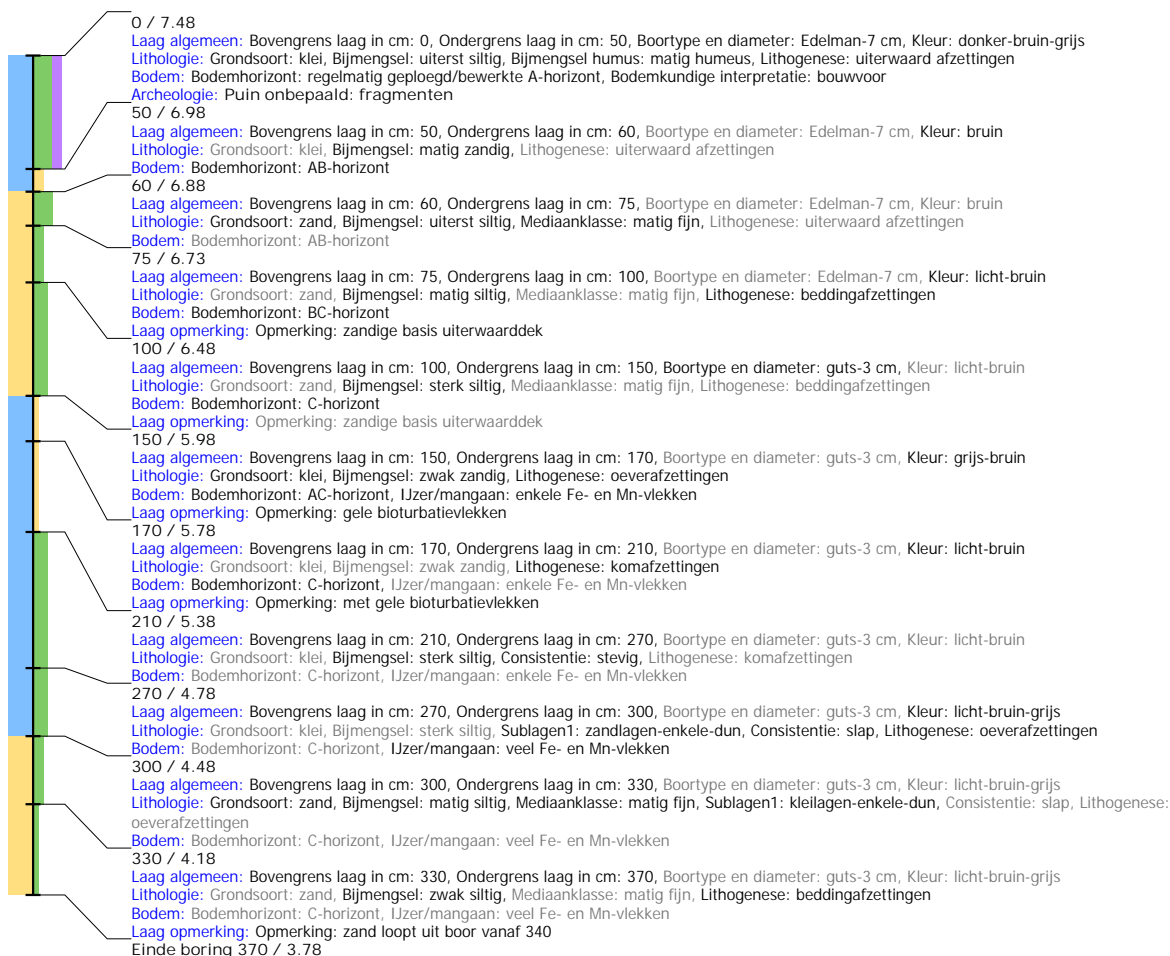 0 / 7.48
Laag algemeen: Bovengrens laag in cm: 0, Ondergrens laag in cm: 50, Boortype en diameter: Edelman-7 cm, Kleur: donker-bruin-grijs
Lithologie: Grondsoort: klei, Bijmengsel: uiterst siltig, Bijmengsel humus: matig humeus, Lithogenese: uiterwaard afzettingen
Bodem: Bodemhorizont: regelmatig geploegd/bewerkte A-horizont, Bodemkundige interpretatie: bouwvoor
Archeologie: Puin onbepaald: fragmenten
50 / 6.98
Laag algemeen: Bovengrens laag in cm: 50, Ondergrens laag in cm: 60, Boortype en diameter: Edelman-7 cm, Kleur: bruin
Lithologie: Grondsoort: klei, Bijmengsel: matig zandig, Lithogenese: uiterwaard afzettingen
Bodem: Bodemhorizont: AB-horizont
60 / 6.88
Laag algemeen: Bovengrens laag in cm: 60, Ondergrens laag in cm: 75, Boortype en diameter: Edelman-7 cm, Kleur: bruin
Lithologie: Grondsoort: zand, Bijmengsel: uiterst siltig, Mediaanklasse: matig fijn, Lithogenese: uiterwaard afzettingen
Bodem: Bodemhorizont: AB-horizont
75 / 6.73
Laag algemeen: Bovengrens laag in cm: 75, Ondergrens laag in cm: 100, Boortype en diameter: Edelman-7 cm, Kleur: licht-bruin
Lithologie: Grondsoort: zand, Bijmengsel: matig siltig, Mediaanklasse: matig fijn, Lithogenese: beddingafzettingen
Bodem: Bodemhorizont: BC-horizont
Laag opmerking: Opmerking: zandige basis uiterwaarddek
100 / 6.48
Laag algemeen: Bovengrens laag in cm: 100, Ondergrens laag in cm: 150, Boortype en diameter: guts-3 cm, Kleur: licht-bruin
Lithologie: Grondsoort: zand, Bijmengsel: sterk siltig, Mediaanklasse: matig fijn, Lithogenese: beddingafzettingen
Bodem: Bodemhorizont: C-horizont
Laag opmerking: Opmerking: zandige basis uiterwaarddek
150 / 5.98
Laag algemeen: Bovengrens laag in cm: 150, Ondergrens laag in cm: 170, Boortype en diameter: guts-3 cm, Kleur: grijs-bruin
Lithologie: Grondsoort: klei, Bijmengsel: zwak zandig, Lithogenese: oeverafzettingen
Bodem: Bodemhorizont: AC-horizont, IJzer/mangaan: enkele Fe- en Mn-vlekken
Laag opmerking: Opmerking: gele bioturbatievlekken
170 / 5.78
Laag algemeen: Bovengrens laag in cm: 170, Ondergrens laag in cm: 210, Boortype en diameter: guts-3 cm, Kleur: licht-bruin
Lithologie: Grondsoort: klei, Bijmengsel: zwak zandig, Lithogenese: komafzettingen
Bodem: Bodemhorizont: C-horizont, IJzer/mangaan: enkele Fe- en Mn-vlekken
Laag opmerking: Opmerking: met gele bioturbatievlekken
210 / 5.38
Laag algemeen: Bovengrens laag in cm: 210, Ondergrens laag in cm: 270, Boortype en diameter: guts-3 cm, Kleur: licht-bruin
Lithologie: Grondsoort: klei, Bijmengsel: sterk siltig, Consistentie: stevig, Lithogenese: komafzettingen
Bodem: Bodemhorizont: C-horizont, IJzer/mangaan: enkele Fe- en Mn-vlekken
270 / 4.78
Laag algemeen: Bovengrens laag in cm: 270, Ondergrens laag in cm: 300, Boortype en diameter: guts-3 cm, Kleur: licht-bruin-grijs
Lithologie: Grondsoort: klei, Bijmengsel: sterk siltig, Sublagen1: zandlagen-enkele-dun, Consistentie: slap, Lithogenese: oeverafzettingen
Bodem: Bodemhorizont: C-horizont, IJzer/mangaan: veel Fe- en Mn-vlekken
300 / 4.48
Laag algemeen: Bovengrens laag in cm: 300, Ondergrens laag in cm: 330, Boortype en diameter: guts-3 cm, Kleur: licht-bruin-grijs
Lithologie: Grondsoort: zand, Bijmengsel: matig siltig, Mediaanklasse: matig fijn, Sublagen1: kleilagen-enkele-dun, Consistentie: slap, Lithogenese:
oeverafzettingen
Bodem: Bodemhorizont: C-horizont, IJzer/mangaan: veel Fe- en Mn-vlekken
330 / 4.18
Laag algemeen: Bovengrens laag in cm: 330, Ondergrens laag in cm: 370, Boortype en diameter: guts-3 cm, Kleur: licht-bruin-grijs
Lithologie: Grondsoort: zand, Bijmengsel: zwak siltig, Mediaanklasse: matig fijn, Lithogenese: beddingafzettingen
Bodem: Bodemhorizont: C-horizont, IJzer/mangaan: veel Fe- en Mn-vlekken
Laag opmerking: Opmerking: zand loopt uit boor vanaf 340
Einde boring 370 / 3.78